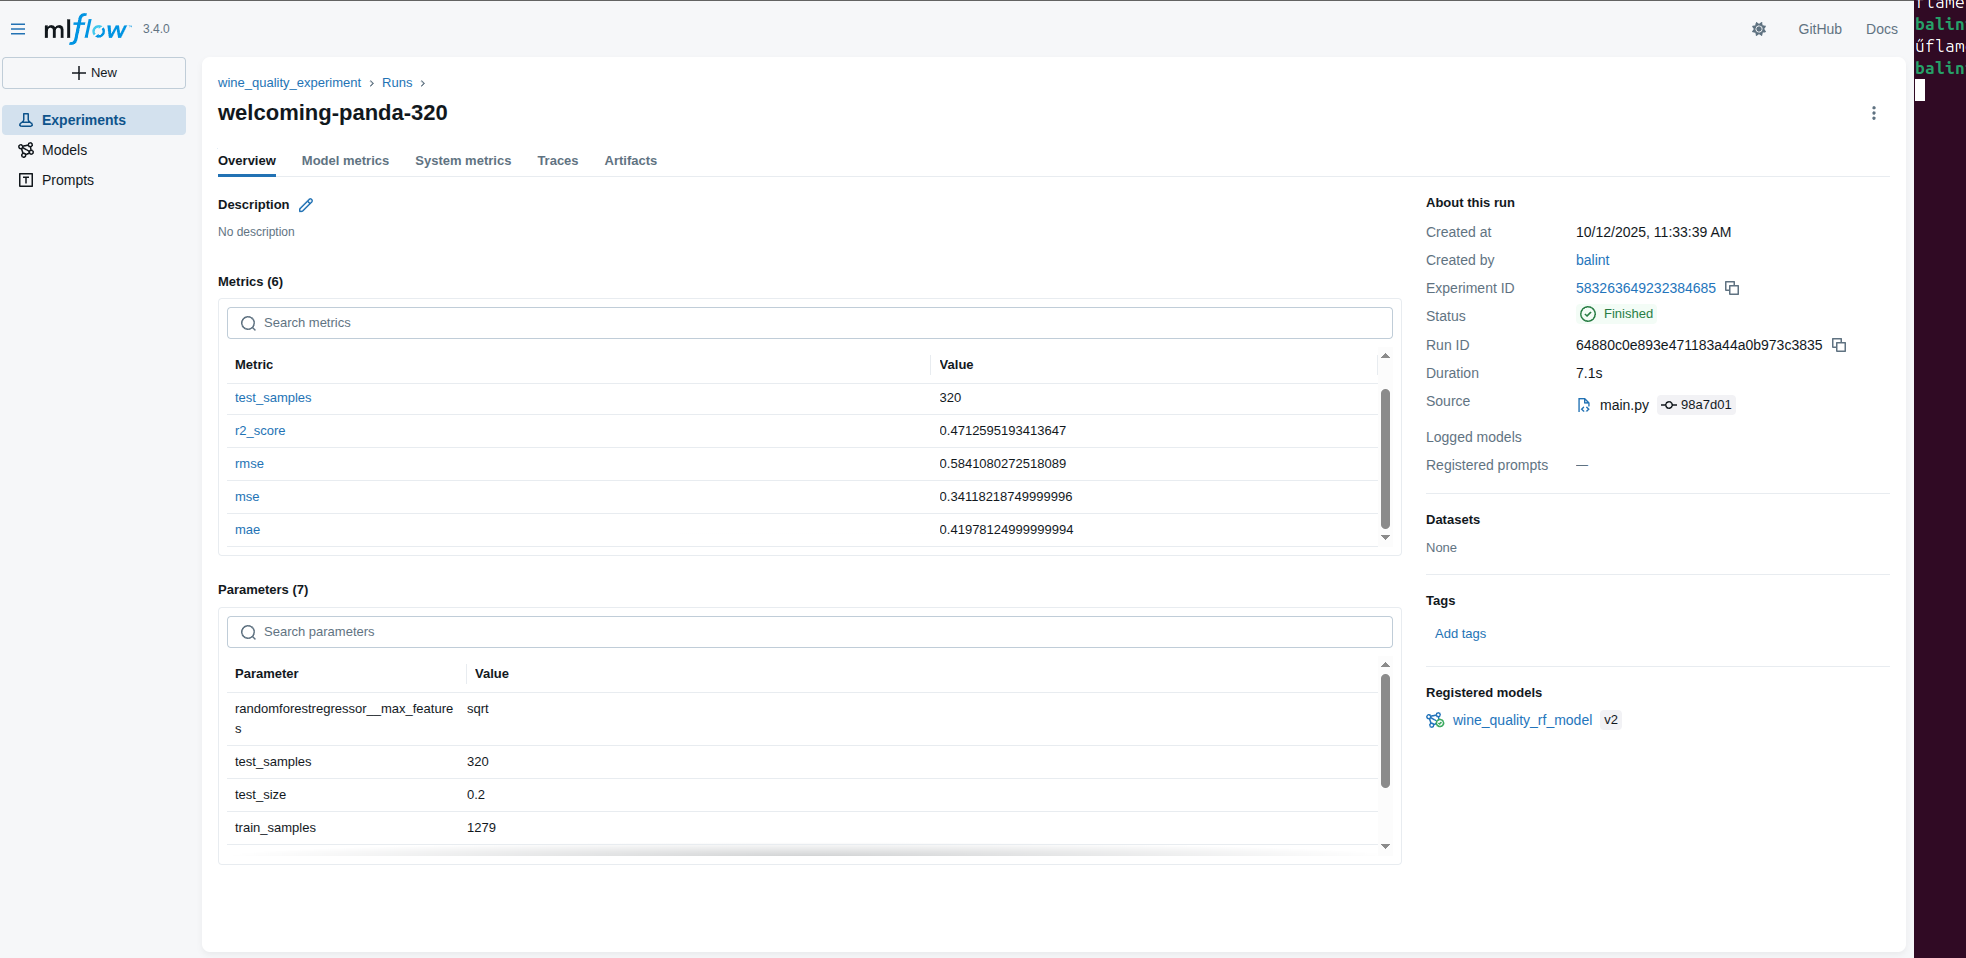 mlflow™ 3.4.0
GitHub Docs
New
Experiments
Models
Prompts
wine_quality_experiment › Runs ›
welcoming-panda-320
Overview Model metrics System metrics Traces Artifacts
Description
No description
Metrics (6)
Search metrics
Metric Value
test_samples 320
r2_score 0.4712595193413647
rmse 0.5841080272518089
mse 0.34118218749999996
mae 0.41978124999999994
Parameters (7)
Search parameters
Parameter Value
randomforestregressor__max_feature sqrt
s
test_samples 320
test_size 0.2
train_samples 1279
About this run
Created at 10/12/2025, 11:33:39 AM
Created by balint
Experiment ID 583263649232384685
Status Finished
Run ID 64880c0e893e471183a44a0b973c3835
Duration 7.1s
Source main.py 98a7d01
Logged models
Registered prompts —
Datasets
None
Tags
Add tags
Registered models
wine_quality_rf_model v2
flame
balin
űflam
balin